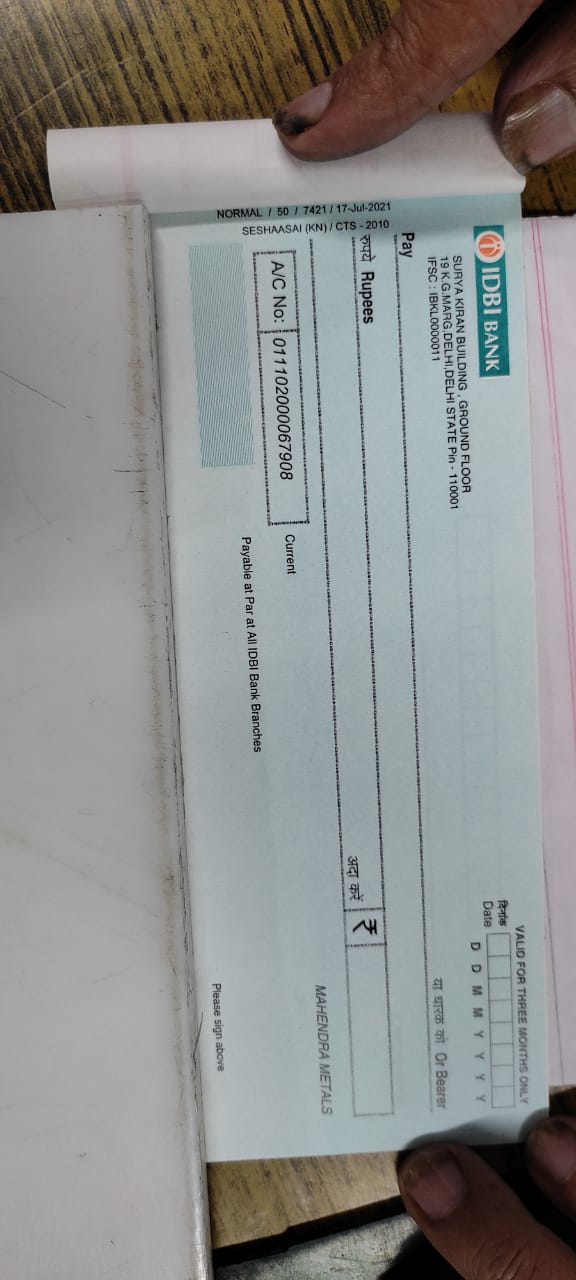 IDBI BANK
SURYA KIRAN BUILDING , GROUND FLOOR
19 K.G.MARG,DELHI,DELHI STATE Pin - 110001
IFSC : IBKL0000011
VALID FOR THREE MONTHS ONLY
दिनांक
Date
D D M M Y Y Y Y
Pay
या धारक को Or Bearer
रुपये Rupees
अदा करें ₹
A/C No: 011102000067908
Current
MAHENDRA METALS
Payable at Par at All IDBI Bank Branches
Please sign above
NORMAL / 50 / 7421 / 17-Jul-2021
SESHAASAI (KN) / CTS - 2010